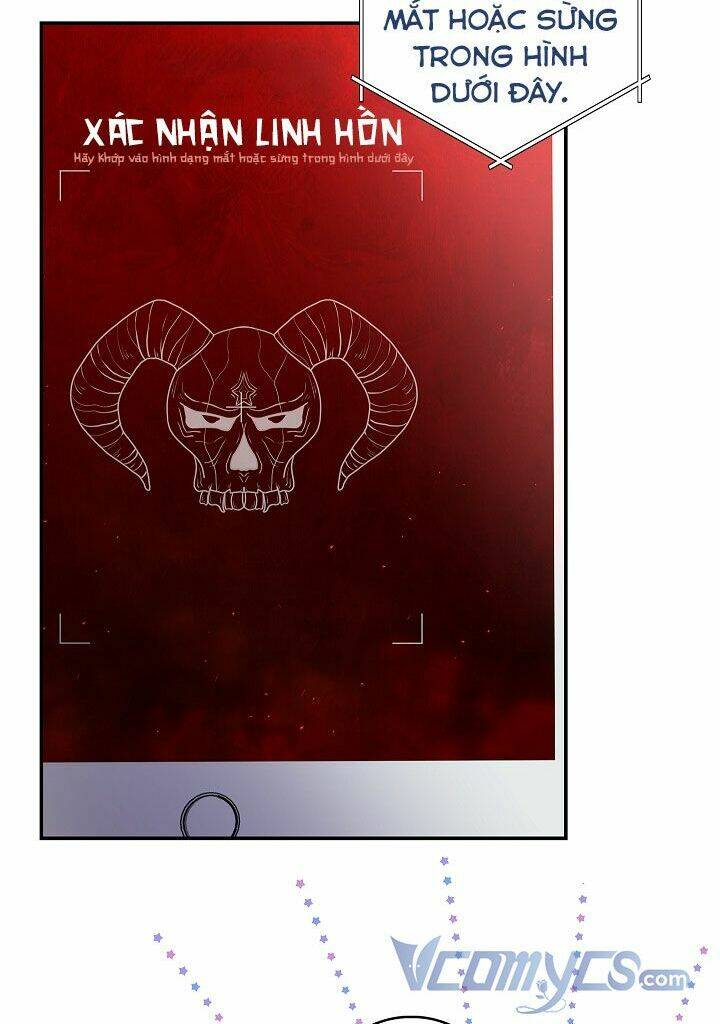 MẮT HOẶC SỪNG
TRONG HÌNH
DƯỚI ĐÂY.
XÁC NHẬN LINH HỒN
Hãy khớp vào hình dạng mắt hoặc sừng trong hình dưới đây
VCOMYCS.com